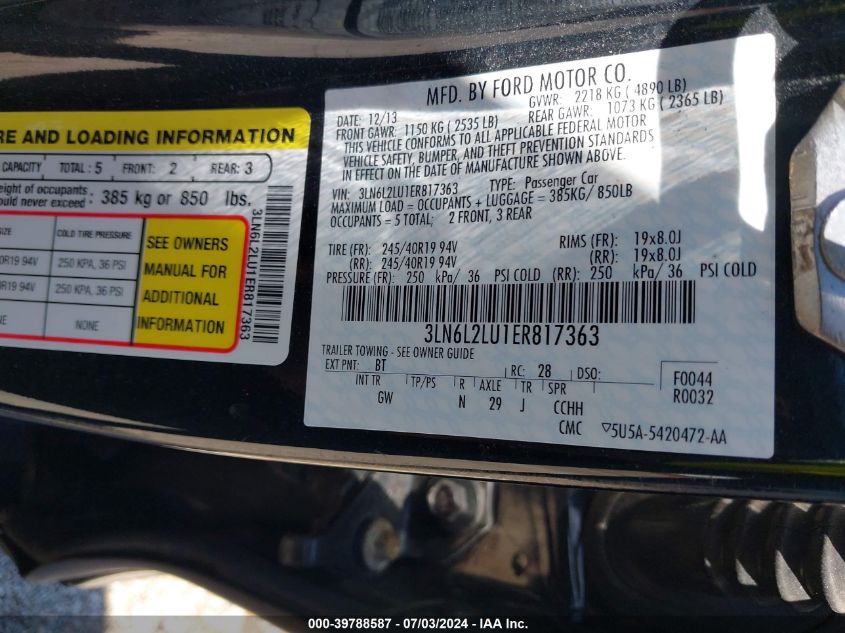 MFD. BY FORD MOTOR CO.
DATE: 12/13 GVWR: 2218 KG ( 4890 LB)
FRONT GAWR: 1150 KG ( 2535 LB) REAR GAWR: 1073 KG ( 2365 LB)
THIS VEHICLE CONFORMS TO ALL APPLICABLE FEDERAL MOTOR
VEHICLE SAFETY, BUMPER, AND THEFT PREVENTION STANDARDS
IN EFFECT ON THE DATE OF MANUFACTURE SHOWN ABOVE.
VIN: 3LN6L2LU1ER817363 TYPE: Passenger Car
MAXIMUM LOAD = OCCUPANTS + LUGGAGE = 385KG/ 850LB
OCCUPANTS = 5 TOTAL; 2 FRONT, 3 REAR
TIRE (FR): 245/40R19 94V RIMS (FR): 19x8.0J
(RR): 245/40R19 94V (RR): 19x8.0J
PRESSURE (FR): 250 kPa/ 36 PSI COLD (RR): 250 kPa/ 36 PSI COLD
3LN6L2LU1ER817363
TRAILER TOWING - SEE OWNER GUIDE
EXT PNT: BT RC: 28 DSO:
INT TR TP/PS R AXLE TR SPR
GW N 29 J CCHH
CMC ▽5U5A-5420472-AA
F0044
R0032
RE AND LOADING INFORMATION
CAPACITY TOTAL : 5 FRONT: 2 REAR: 3
eight of occupants
ould never exceed : 385 kg or 850 lbs.
SIZE COLD TIRE PRESSURE
0R19 94V 250 KPA, 36 PSI
0R19 94V 250 KPA, 36 PSI
NE NONE
SEE OWNERS
MANUAL FOR
ADDITIONAL
INFORMATION
3LN6L2LU1ER817363
000-39788587 - 07/03/2024 - IAA Inc.